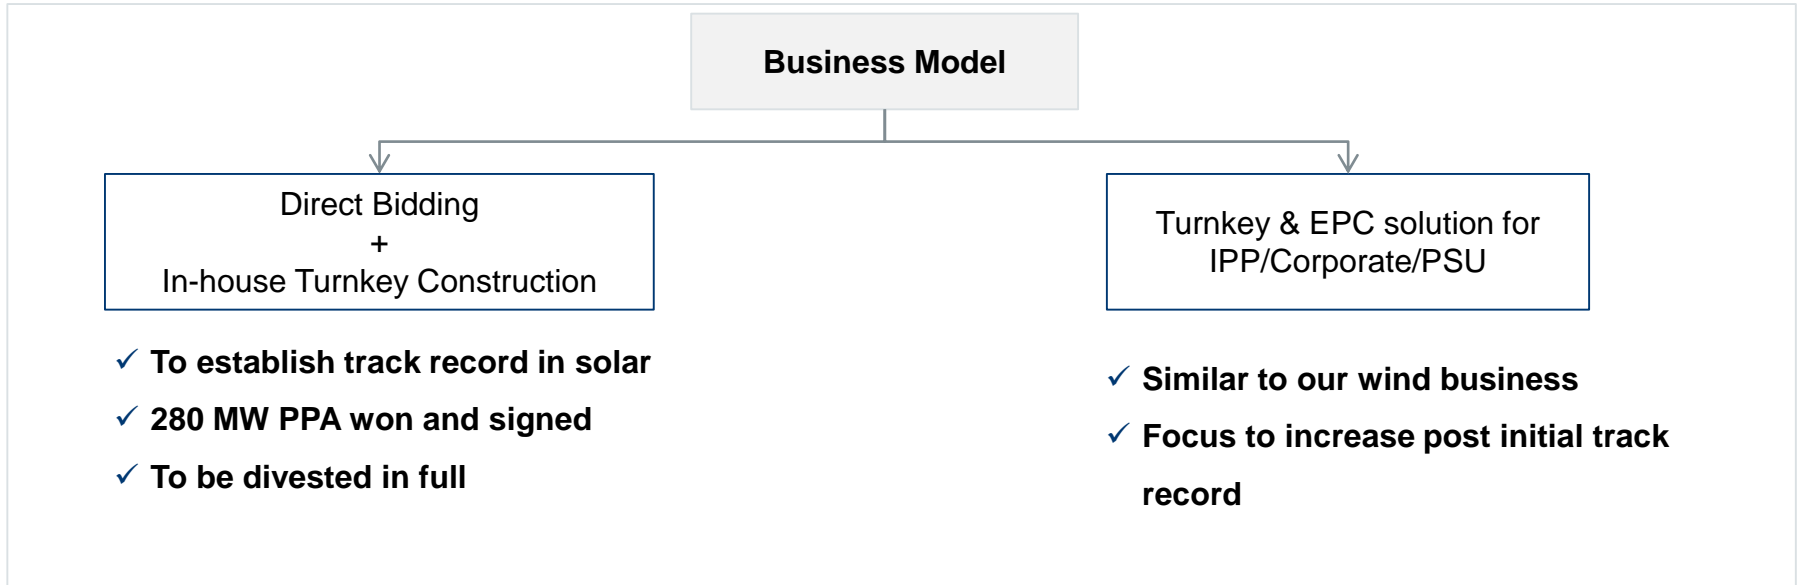 Business Model
Direct Bidding
+
In-house Turnkey Construction
✓ To establish track record in solar
✓ 280 MW PPA won and signed
✓ To be divested in full
Turnkey & EPC solution for
IPP/Corporate/PSU
✓ Similar to our wind business
✓ Focus to increase post initial track
record